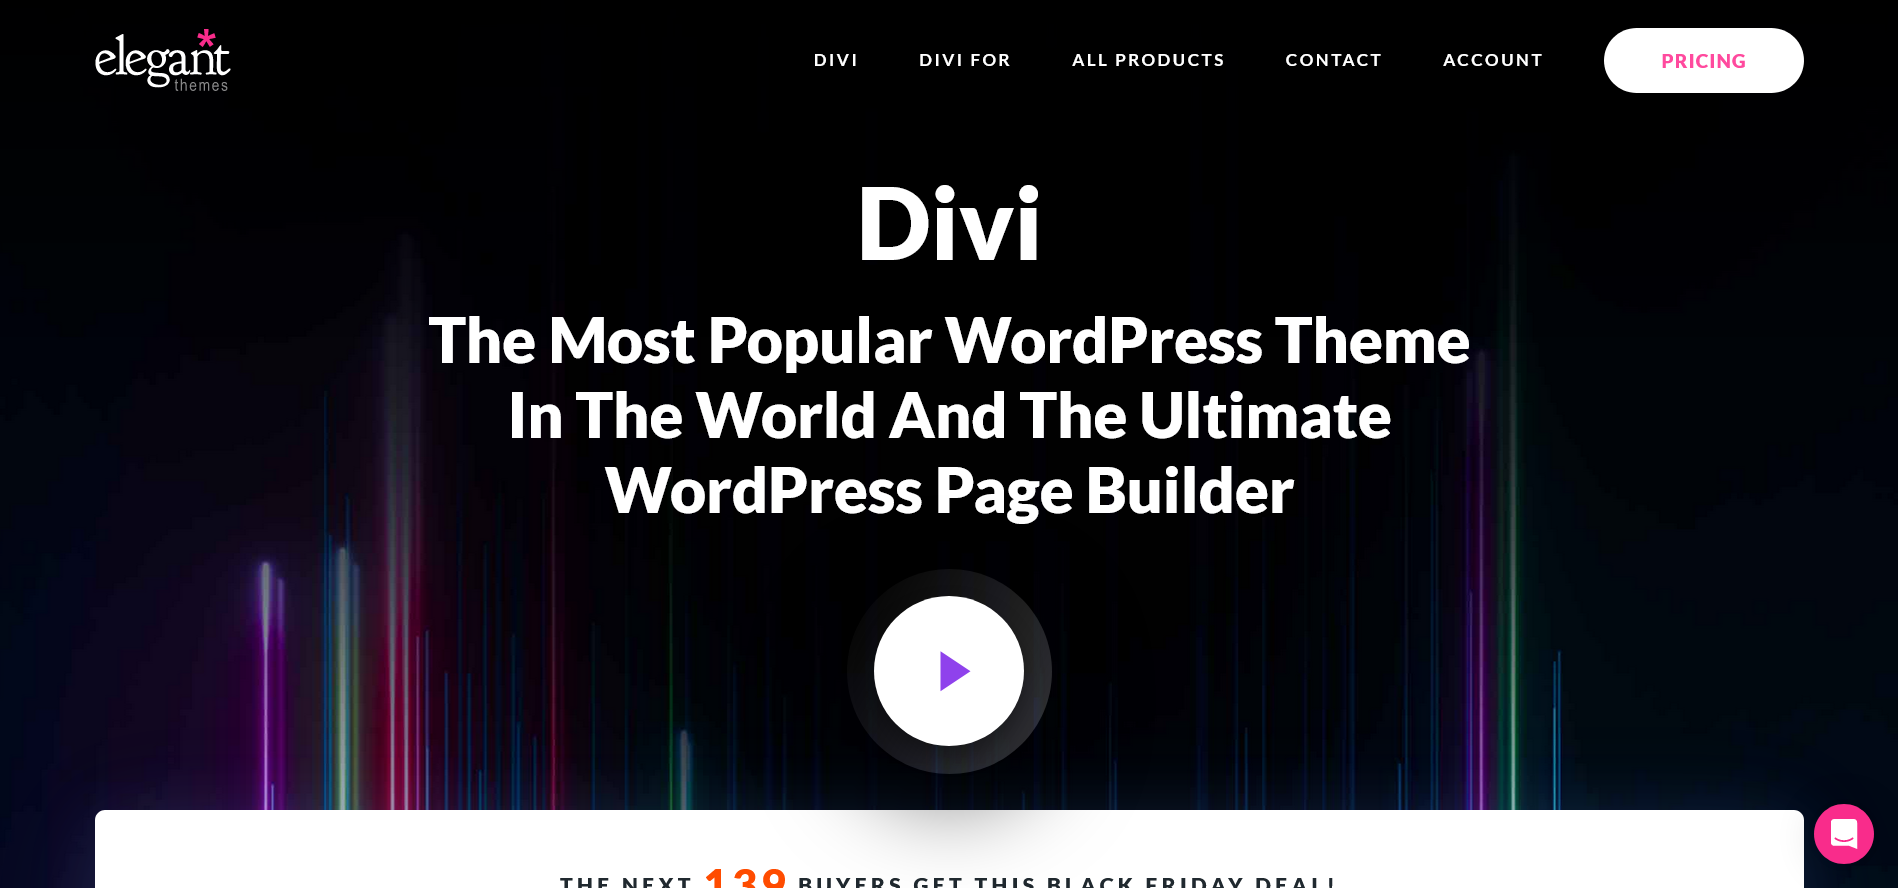 elegant
themes
DIVI
DIVI FOR
ALL PRODUCTS
CONTACT
ACCOUNT
PRICING
Divi
The Most Popular WordPress Theme
In The World And The Ultimate
WordPress Page Builder
THE NEXT 139 BUYERS GET THIS BLACK FRIDAY DEAL!